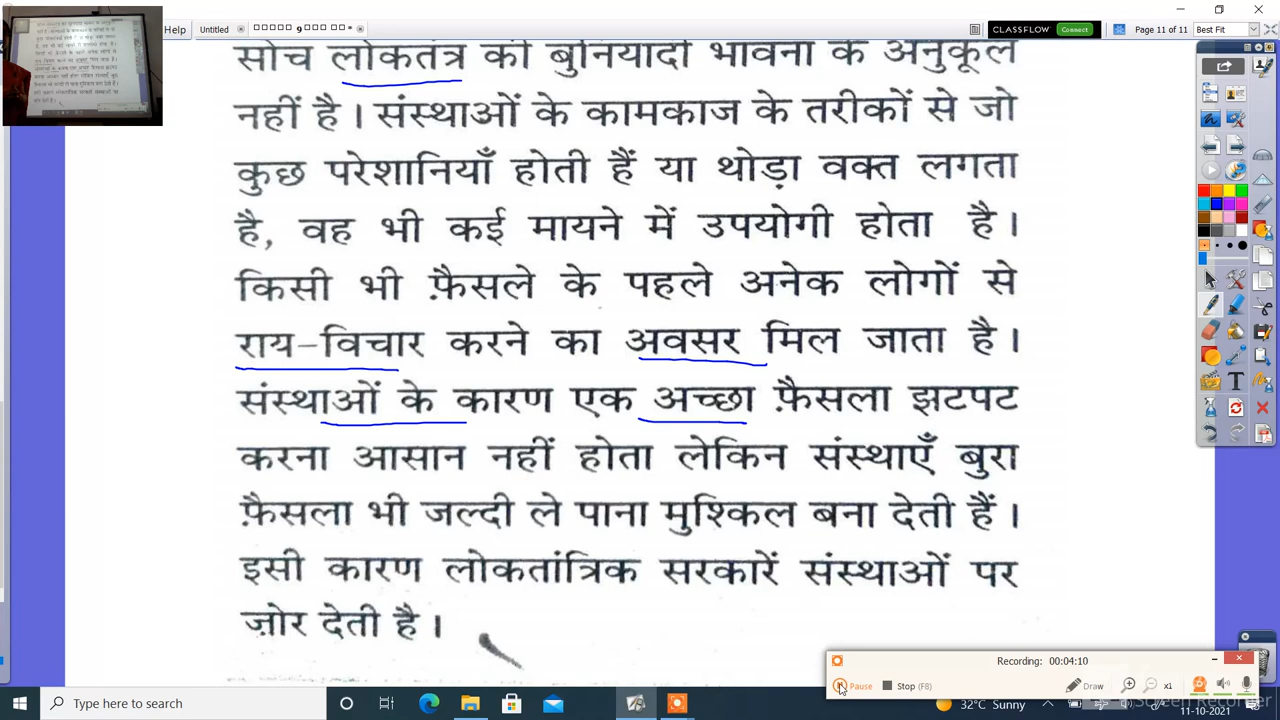 Help Untitled 9 CLASSFLOW Connect Page 11 of 11 Best Fit
सोच लोकतंत्र की बुनियादी भावना के अनुकूल
नहीं है। संस्थाओं के कामकाज के तरीकों से जो
कुछ परेशानियाँ होती हैं या थोड़ा वक्त लगता
है, वह भी कई मायने में उपयोगी होता है।
किसी भी फ़ैसले के पहले अनेक लोगों से
राय-विचार करने का अवसर मिल जाता है।
संस्थाओं के कारण एक अच्छा फ़ैसला झटपट
करना आसान नहीं होता लेकिन संस्थाएँ बुरा
फ़ैसला भी जल्दी ले पाना मुश्किल बना देती हैं।
इसी कारण लोकतांत्रिक सरकारें संस्थाओं पर
ज़ोर देती है।
Recording: 00:04:10
Pause Stop (F8) Draw x1
Type here to search 32°C Sunny 11-10-2021